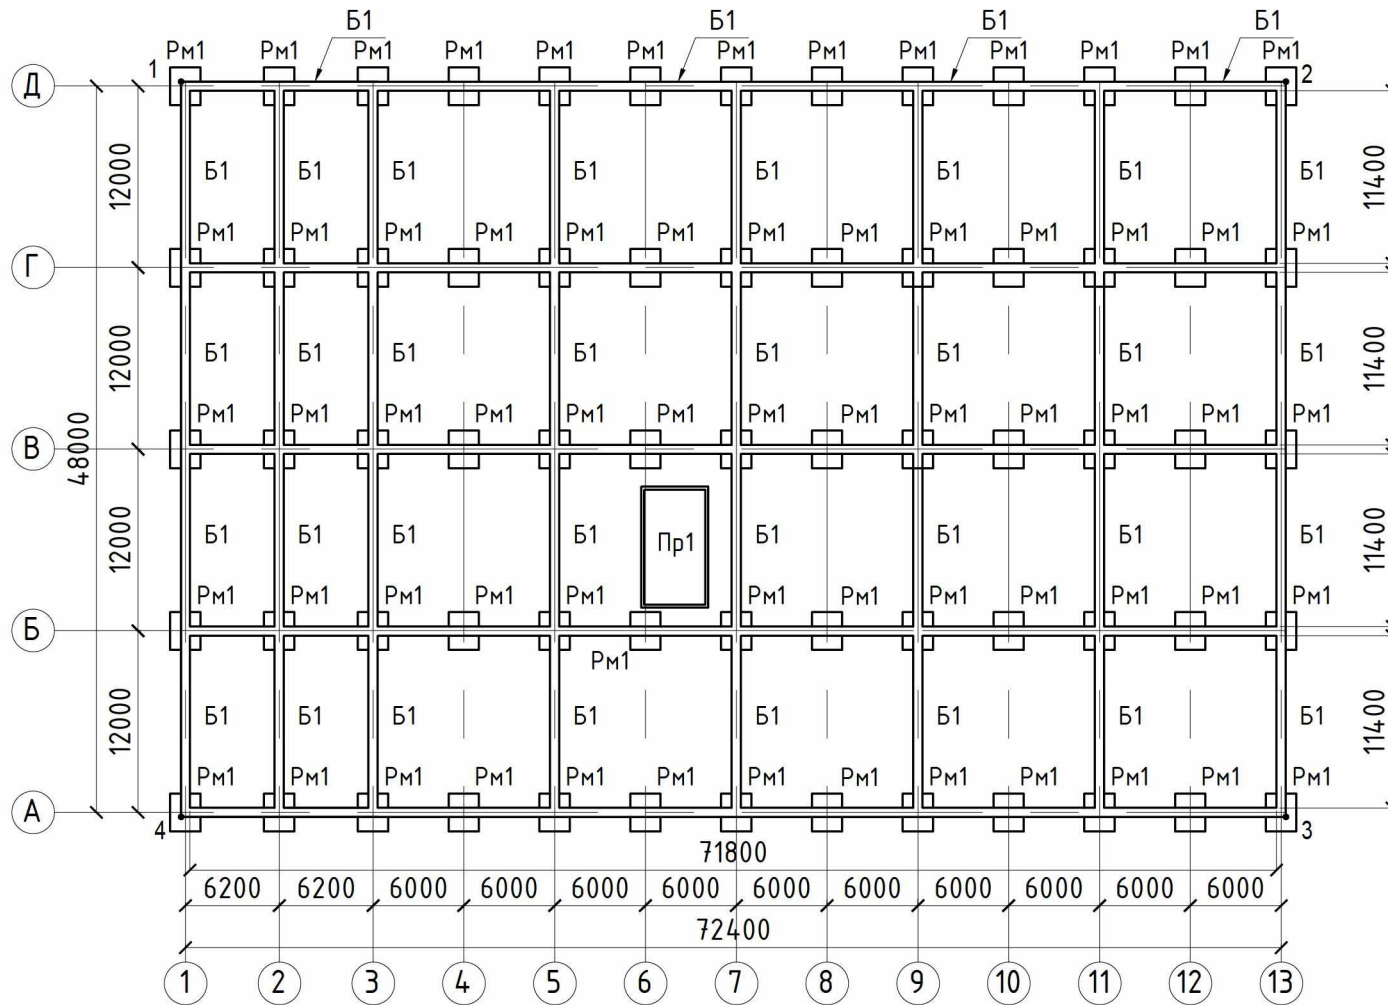 Б1 Б1 Б1 Б1
Рм1 Рм1 Рм1 Рм1 Рм1 Рм1 Рм1 Рм1 Рм1 Рм1 Рм1 Рм1 Рм1
1 2
Д
12000 Б1 Б1 Б1 Б1 Б1 Б1 Б1 Б1 11400
Рм1 Рм1 Рм1 Рм1 Рм1 Рм1 Рм1 Рм1 Рм1 Рм1 Рм1 Рм1 Рм1
Г
12000 Б1 Б1 Б1 Б1 Б1 Б1 Б1 Б1 11400
Рм1 Рм1 Рм1 Рм1 Рм1 Рм1 Рм1 Рм1 Рм1 Рм1 Рм1 Рм1 Рм1
В
48000
12000 Б1 Б1 Б1 Б1 Пр1 Б1 Б1 Б1 Б1 11400
Рм1 Рм1 Рм1 Рм1 Рм1 Рм1 Рм1 Рм1 Рм1 Рм1 Рм1 Рм1 Рм1
Б
Рм1
12000 Б1 Б1 Б1 Б1 Б1 Б1 Б1 Б1 11400
Рм1 Рм1 Рм1 Рм1 Рм1 Рм1 Рм1 Рм1 Рм1 Рм1 Рм1 Рм1 Рм1
А
4 3
71800
6200 6200 6000 6000 6000 6000 6000 6000 6000 6000 6000 6000
72400
1 2 3 4 5 6 7 8 9 10 11 12 13